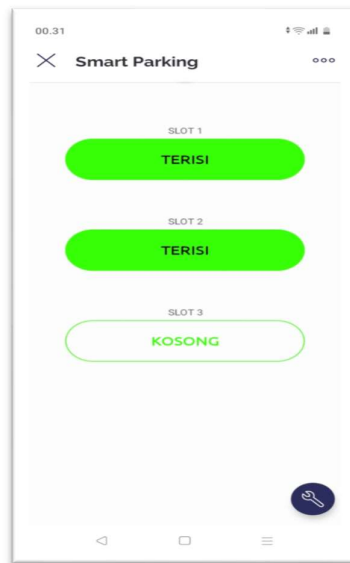 00.31
Smart Parking
SLOT 1
TERISI
SLOT 2
TERISI
SLOT 3
KOSONG